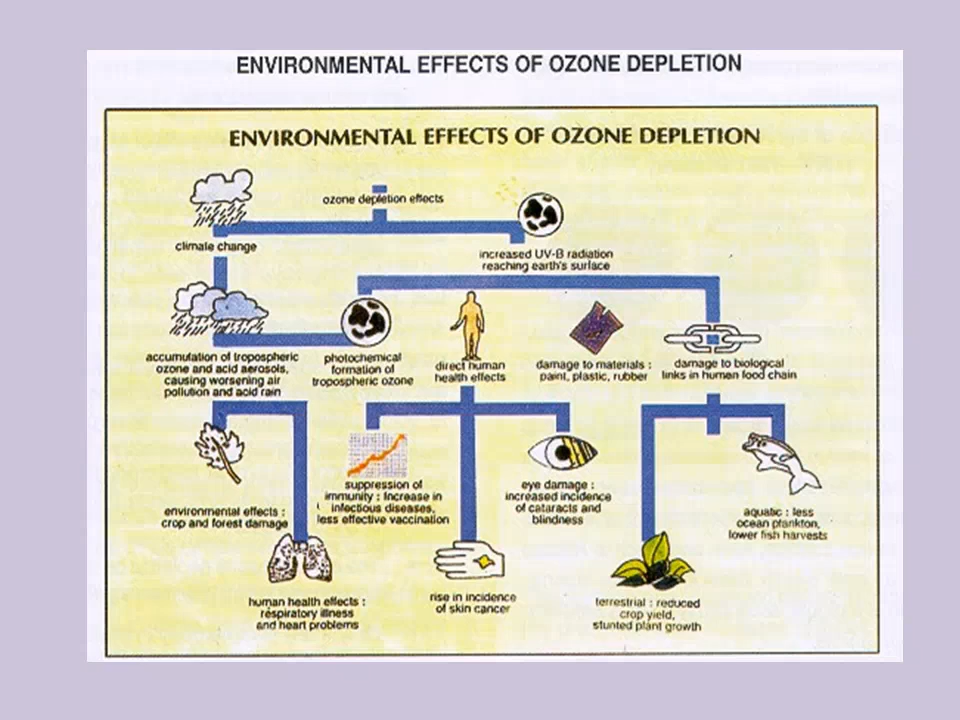 ENVIRONMENTAL EFFECTS OF OZONE DEPLETION
ENVIRONMENTAL EFFECTS OF OZONE DEPLETION
ozone depletion effects
climate change
increased UV-B radiation
reaching earth's surface
accumulation of tropospheric
ozone and acid aerosols,
causing worsening air
pollution and acid rain
photochemical
formation of
tropospheric ozone
direct human
health effects
damage to materials :
paint, plastic, rubber
damage to biological
links in human food chain
environmental effects :
crop and forest damage
suppression of
immunity : Increase in
infectious diseases,
less effective vaccination
eye damage :
increased incidence
of cataracts and
blindness
aquatic : less
ocean plankton,
lower fish harvests
human health effects :
respiratory illness
and heart problems
rise in incidence
of skin cancer
terrestrial : reduced
crop yield,
stunted plant growth